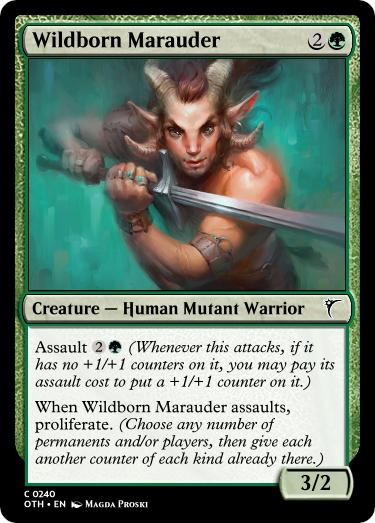 Wildborn Marauder 2
Creature — Human Mutant Warrior
Assault 2 (Whenever this attacks, if it
has no +1/+1 counters on it, you may pay its
assault cost to put a +1/+1 counter on it.)
When Wildborn Marauder assaults,
proliferate. (Choose any number of
permanents and/or players, then give each
another counter of each kind already there.)
3/2
C 0240
OTH • EN Magda Proski